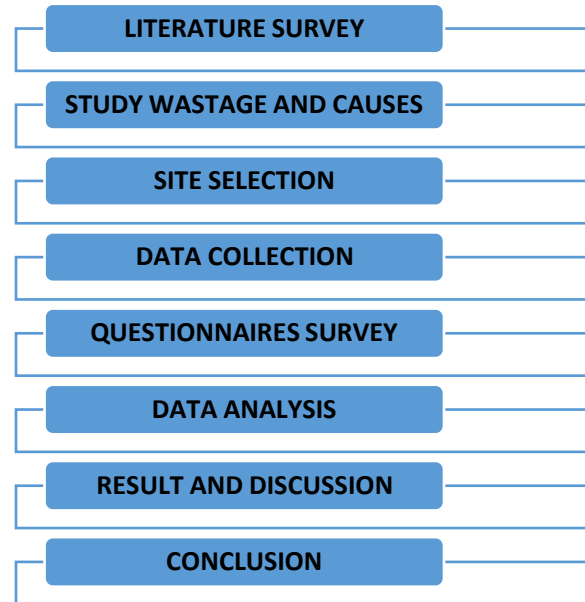 LITERATURE SURVEY
STUDY WASTAGE AND CAUSES
SITE SELECTION
DATA COLLECTION
QUESTIONNAIRES SURVEY
DATA ANALYSIS
RESULT AND DISCUSSION
CONCLUSION